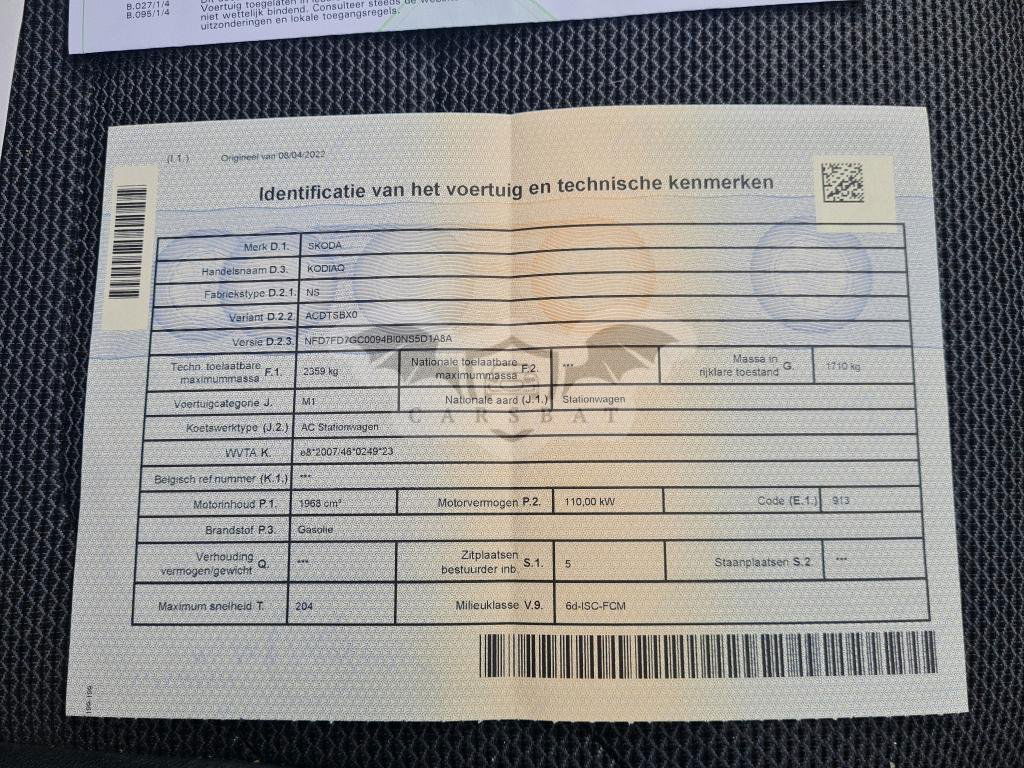 B.027/1/4
B.095/1/4
Voertuig toegelaten in
niet wettelijk bindend. Consulteer steeds de website
uitzonderingen en lokale toegangsregels.
(I.1.) Origineel van 08/04/2022
Identificatie van het voertuig en technische kenmerken
Merk D.1. SKODA
Handelsnaam D.3. KODIAQ
Fabriekstype D.2.1. NS
Variant D.2.2. ACDTSBX0
Versie D.2.3. NFD7FD7GC0094BI0NS5D1A8A
Techn. toelaatbare maximummassa F.1. 2359 kg Nationale toelaatbare maximummassa F.2. *** Massa in rijklare toestand G. 1710 kg
Voertuigcategorie J. M1 Nationale aard (J.1.) Stationwagen
CARSBAT
Koetswerktype (J.2.) AC Stationwagen
WVTA K. e8*2007/46*0249*23
Belgisch ref.nummer (K.1.) ***
Motorinhoud P.1. 1968 cm³ Motorvermogen P.2. 110,00 kW Code (E.1.) 913
Brandstof P.3. Gasolie
Verhouding vermogen/gewicht Q. *** Zitplaatsen bestuurder inb. S.1. 5 Staanplaatsen S.2. ***
Maximum snelheid T. 204 Milieuklasse V.9. 6d-ISC-FCM
199-199